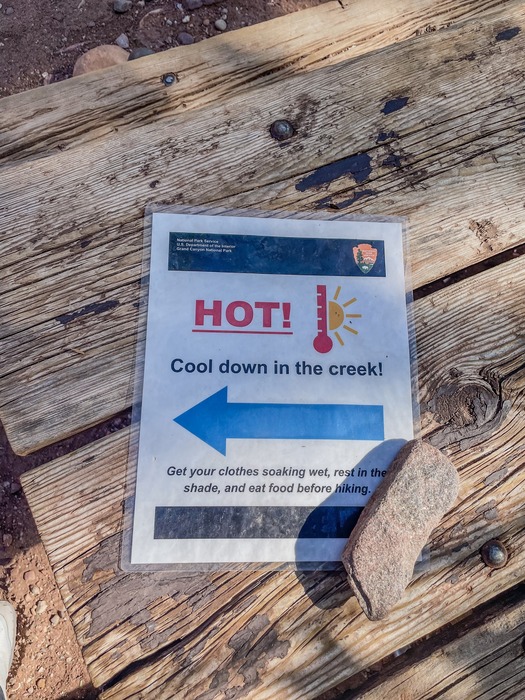 National Park Service
U.S. Department of the Interior
Grand Canyon National Park
HOT!
Cool down in the creek!
Get your clothes soaking wet, rest in the
shade, and eat food before hiking.